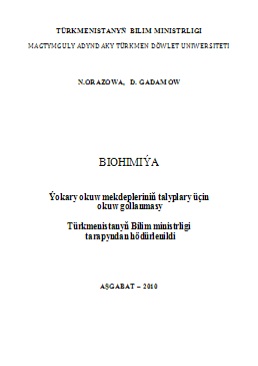 TÜRKMENISTANYŇ BILIM MINISTRLIGI
MAGTYMGULY ADYNDAKY TÜRKMEN DÖWLET UNIWERSITETI
N.ORAZOWA, D. GADAMOW
BIOHIMIÝA
Ýokary okuw mekdepleriniň talyplary üçin
okuw gollanmasy
Türkmenistanyň Bilim ministrligi
tarapyndan hödürlenildi
AŞGABAT – 2010